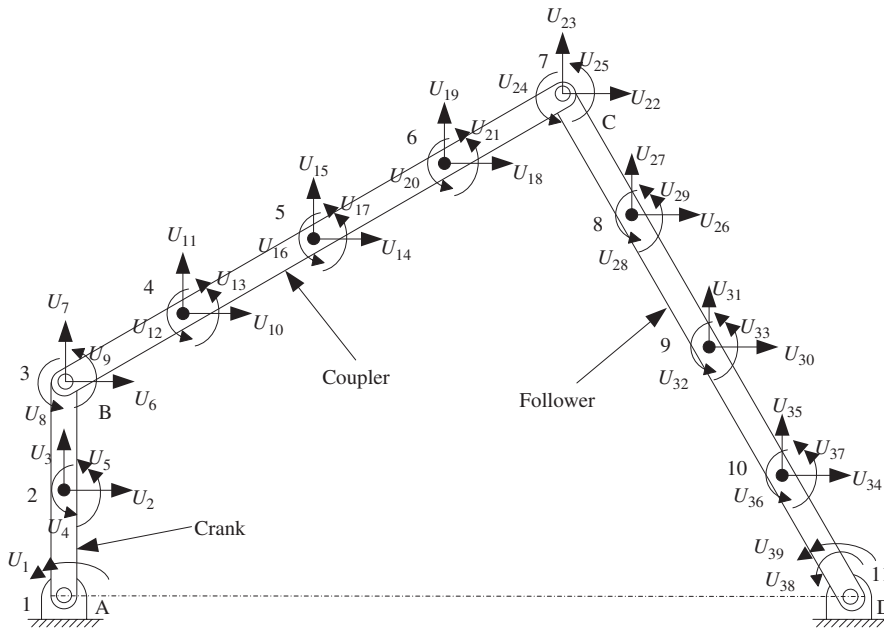 U23
7
U25
U24
U22
C
U19
6
U21
U20
U18
U27
U29
8
U26
U28
U15
5
U17
U16
U14
U11
4
U13
U12
U10
U31
U33
9
U30
U32
U7
3
U9
U8
U6
B
Coupler
Follower
U35
U37
10
U34
U36
U3
U5
2
U2
U4
Crank
U1
1
A
U39
U38
11
D